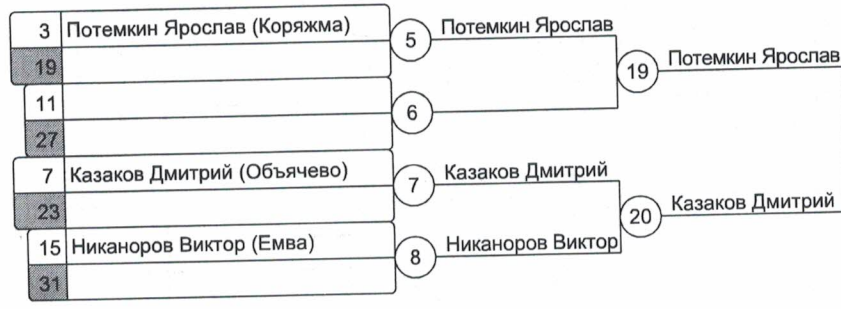 3 Потемкин Ярослав (Коряжма)
19
5 Потемкин Ярослав
11
27
6
19 Потемкин Ярослав
7 Казаков Дмитрий (Объячево)
23
7 Казаков Дмитрий
15 Никаноров Виктор (Емва)
31
8 Никаноров Виктор
20 Казаков Дмитрий